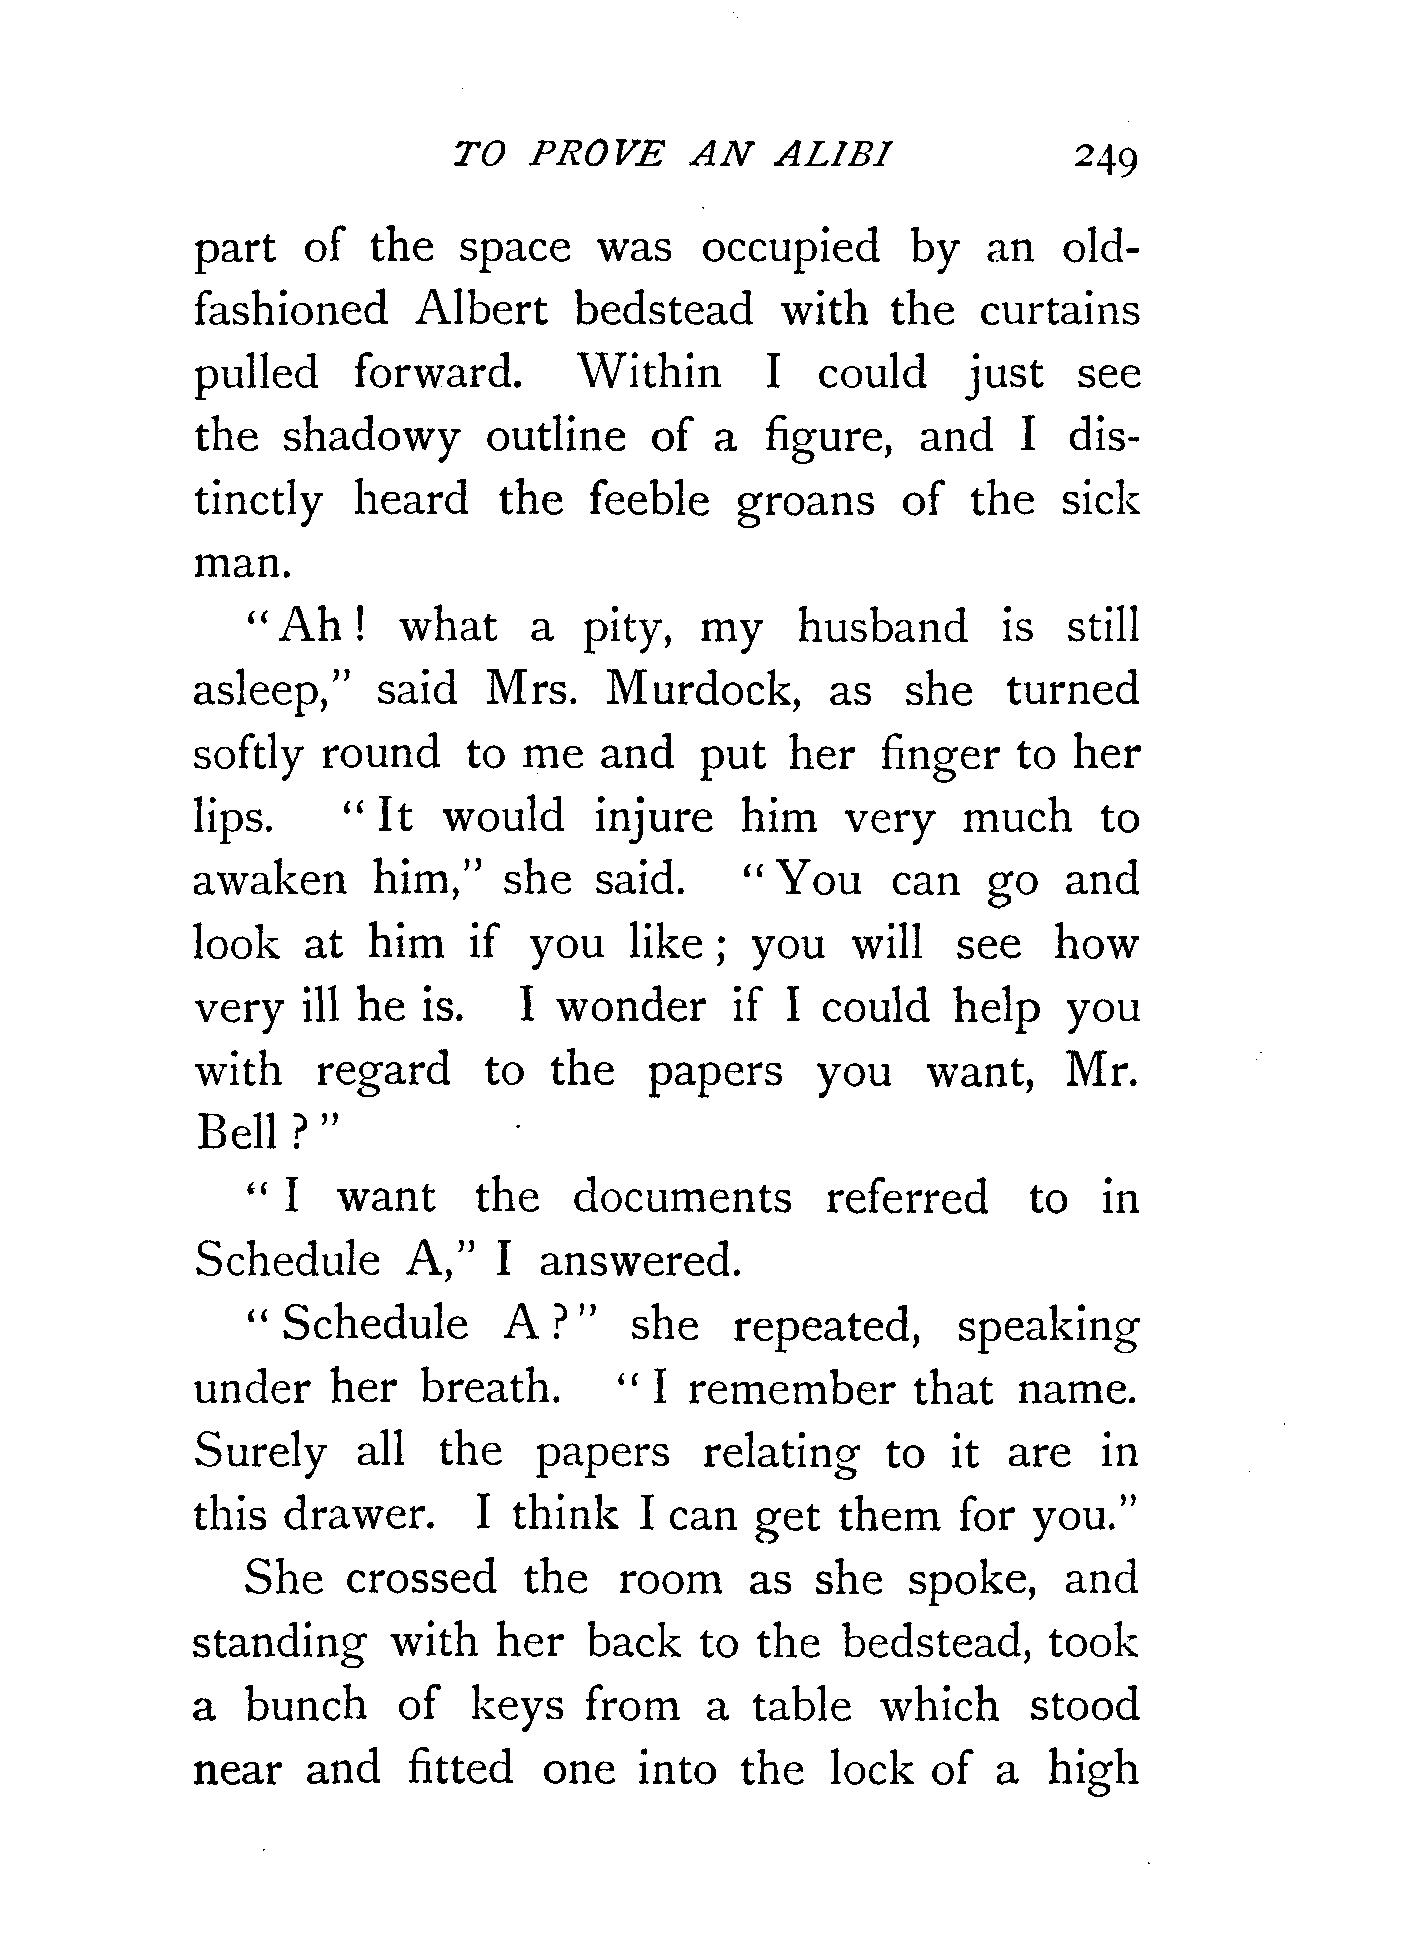 TO PROVE AN ALIBI 249
part of the space was occupied by an old-
fashioned Albert bedstead with the curtains
pulled forward. Within I could just see
the shadowy outline of a figure, and I dis-
tinctly heard the feeble groans of the sick
man.
"Ah! what a pity, my husband is still
asleep," said Mrs. Murdock, as she turned
softly round to me and put her finger to her
lips. "It would injure him very much to
awaken him," she said. "You can go and
look at him if you like; you will see how
very ill he is. I wonder if I could help you
with regard to the papers you want, Mr.
Bell?"
"I want the documents referred to in
Schedule A," I answered.
"Schedule A?" she repeated, speaking
under her breath. "I remember that name.
Surely all the papers relating to it are in
this drawer. I think I can get them for you."
She crossed the room as she spoke, and
standing with her back to the bedstead, took
a bunch of keys from a table which stood
near and fitted one into the lock of a high